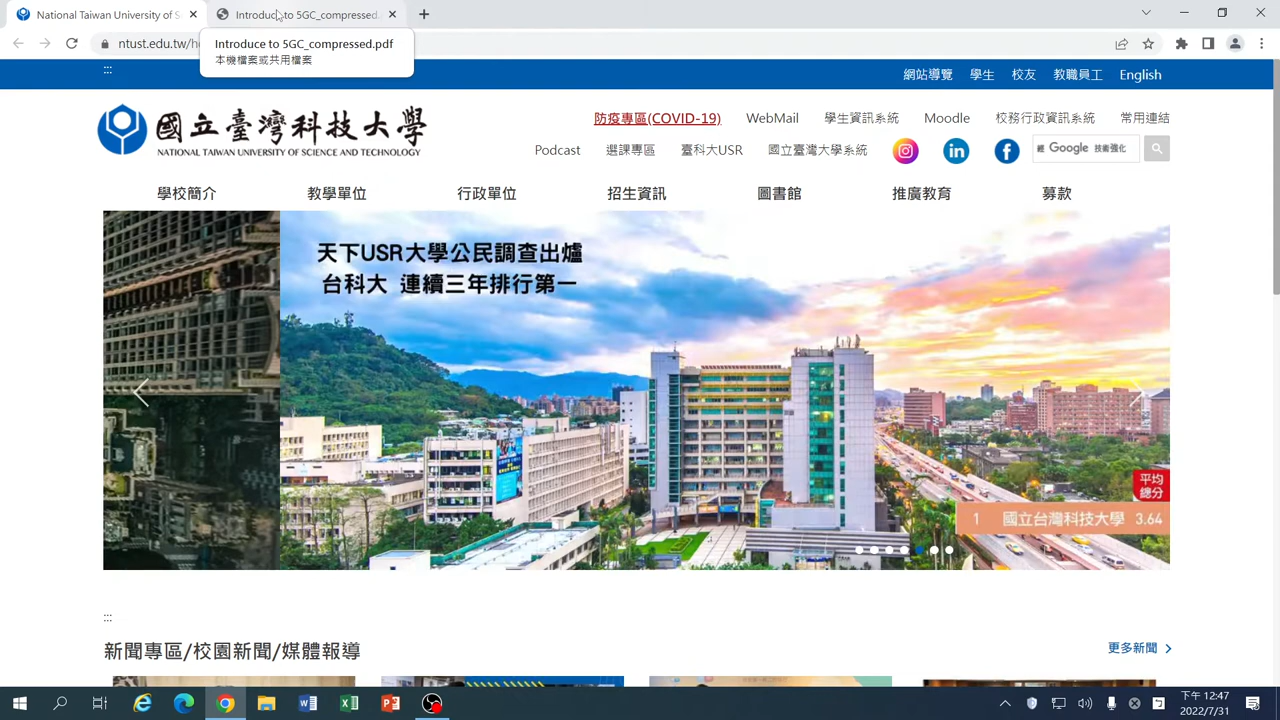 National Taiwan University of S
Introduce to 5GC_compressed.
ntust.edu.tw/h
Introduce to 5GC_compressed.pdf
本機檔案或共用檔案
:::
網站導覽 學生 校友 教職員工 English
國立臺灣科技大學
NATIONAL TAIWAN UNIVERSITY OF SCIENCE AND TECHNOLOGY
防疫專區(COVID-19) WebMail 學生資訊系統 Moodle 校務行政資訊系統 常用連結
Podcast 選課專區 臺科大USR 國立臺灣大學系統
經 Google 技術強化
學校簡介 教學單位 行政單位 招生資訊 圖書館 推廣教育 募款
天下USR大學公民調查出爐
台科大 連續三年排行第一
平均
總分
1 國立台灣科技大學 3.64
:::
新聞專區/校園新聞/媒體報導
更多新聞
下午 12:47
2022/7/31